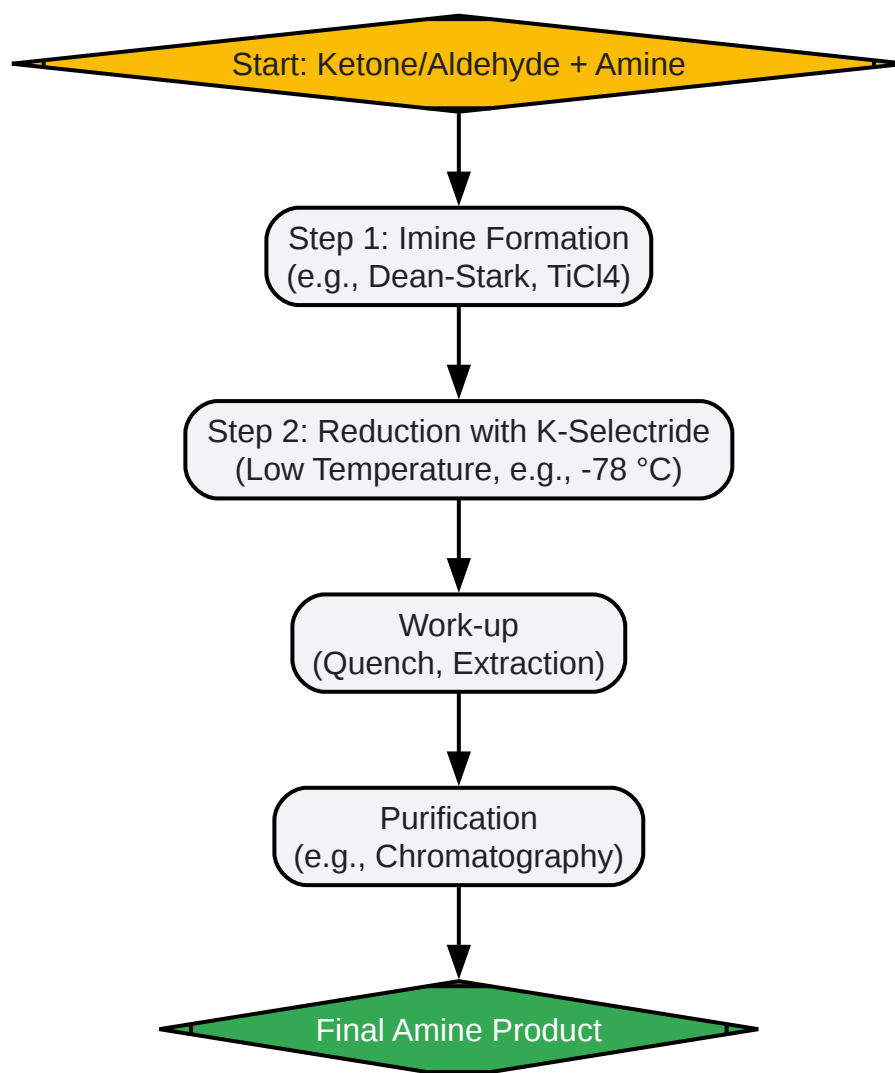 Start: Ketone/Aldehyde + Amine
Step 1: Imine Formation
(e.g., Dean-Stark, TiCl4)
Step 2: Reduction with K-Selectride
(Low Temperature, e.g., -78 °C)
Work-up
(Quench, Extraction)
Purification
(e.g., Chromatography)
Final Amine Product